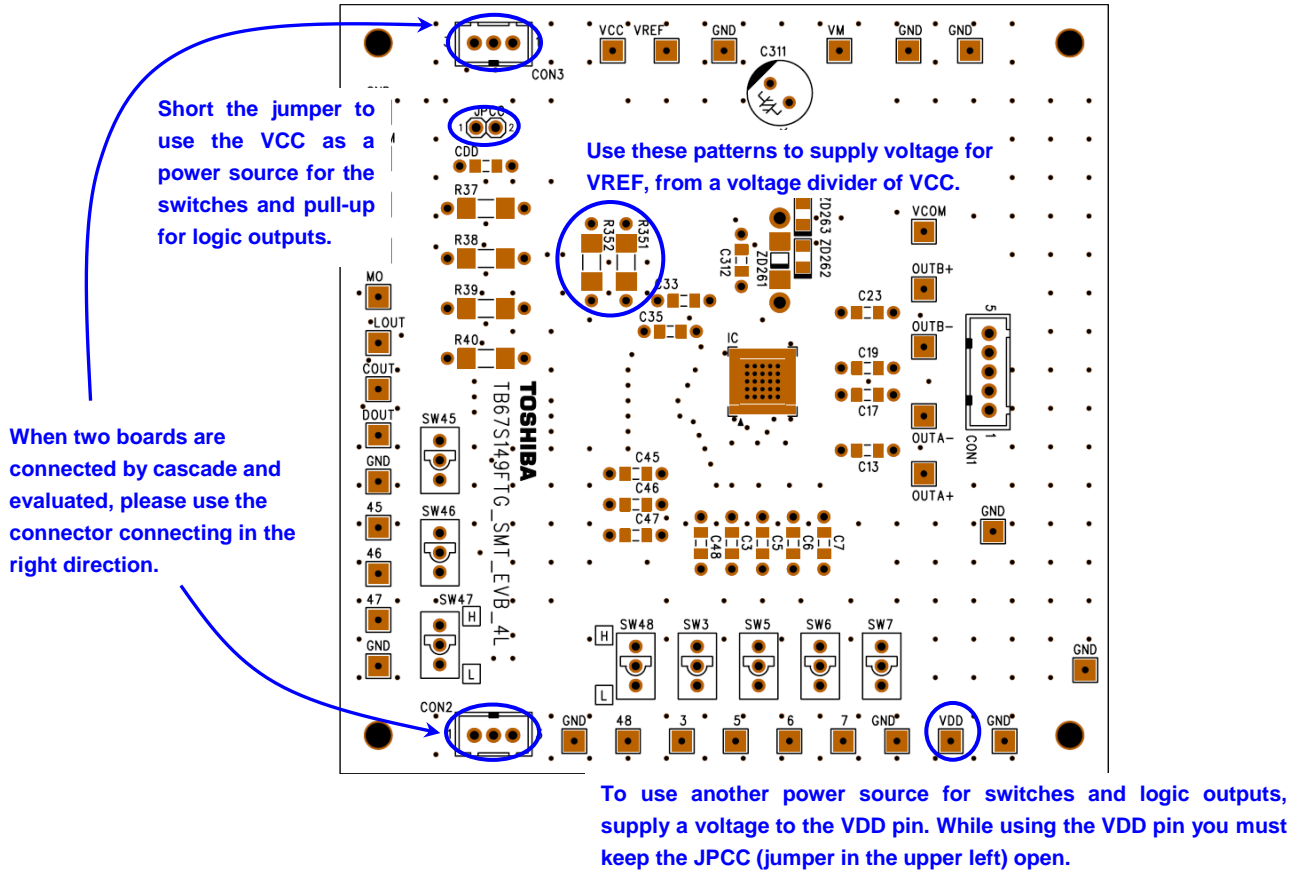 VCC VREF GND VM GND GND
C311
CON3
Short the jumper to
use the VCC as a
power source for the
switches and pull-up
for logic outputs.
JPCC
1 2
CDD
R37
R38
R39
R40
Use these patterns to supply voltage for
VREF, from a voltage divider of VCC.
R352 R351
C312
ZD261
ZD263
ZD262
C33
C35
IC
VCOM
OUTB+
OUTB-
OUTA-
OUTA+
C23
C19
C17
C13
5
1
CON1
MO
LOUT
COUT
DOUT
GND
45
46
47
GND
TOSHIBA
TB67S149FTG_SMT_EVB_4L
When two boards are
connected by cascade and
evaluated, please use the
connector connecting in the
right direction.
SW45
SW46
SW47
H
L
C45
C46
C47
C48 C3 C5 C6 C7
GND
H
L
SW48 SW3 SW5 SW6 SW7
GND
CON2
1
GND 48 3 5 6 7 GND VDD GND
To use another power source for switches and logic outputs,
supply a voltage to the VDD pin. While using the VDD pin you must
keep the JPCC (jumper in the upper left) open.